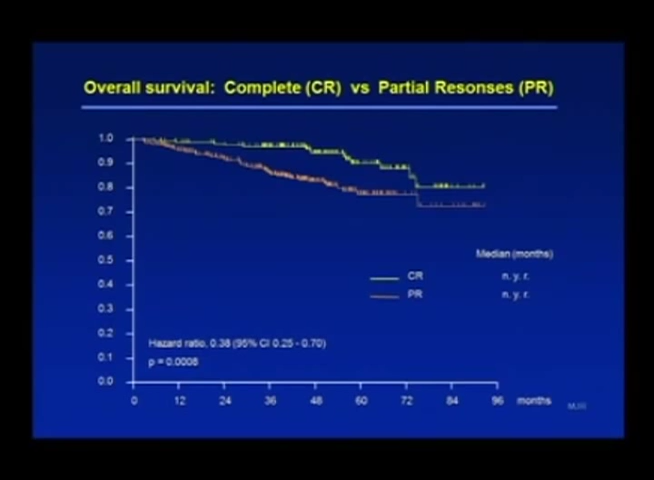 Overall survival: Complete (CR) vs Partial Resonses (PR)
1.0
0.9
0.8
0.7
0.6
0.5
0.4
0.3
0.2
0.1
0.0
Median (months)
CR n. y. r.
PR n. y. r.
Hazard ratio, 0.38 (95% CI 0.25 - 0.70)
p = 0.0008
0 12 24 36 48 60 72 84 96 months